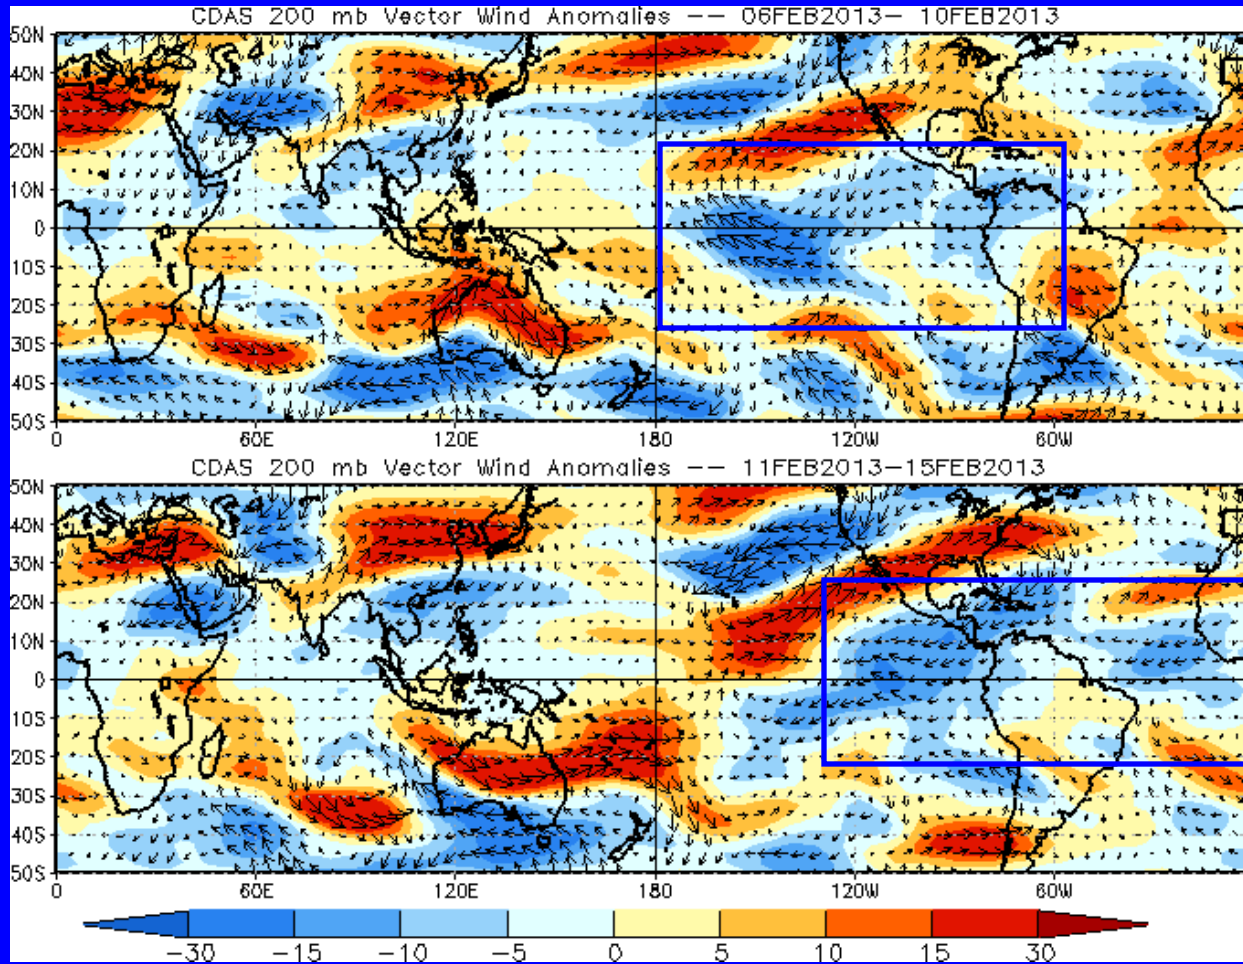 CDAS 200 mb Vector Wind Anomalies -- 06FEB2013- 10FEB2013
50N
40N
30N
20N
10N
0
10S
20S
30S
40S
50S
0 60E 120E 180 120W 60W
CDAS 200 mb Vector Wind Anomalies -- 11FEB2013-15FEB2013
50N
40N
30N
20N
10N
0
10S
20S
30S
40S
50S
0 60E 120E 180 120W 60W
-30 -15 -10 -5 0 5 10 15 30